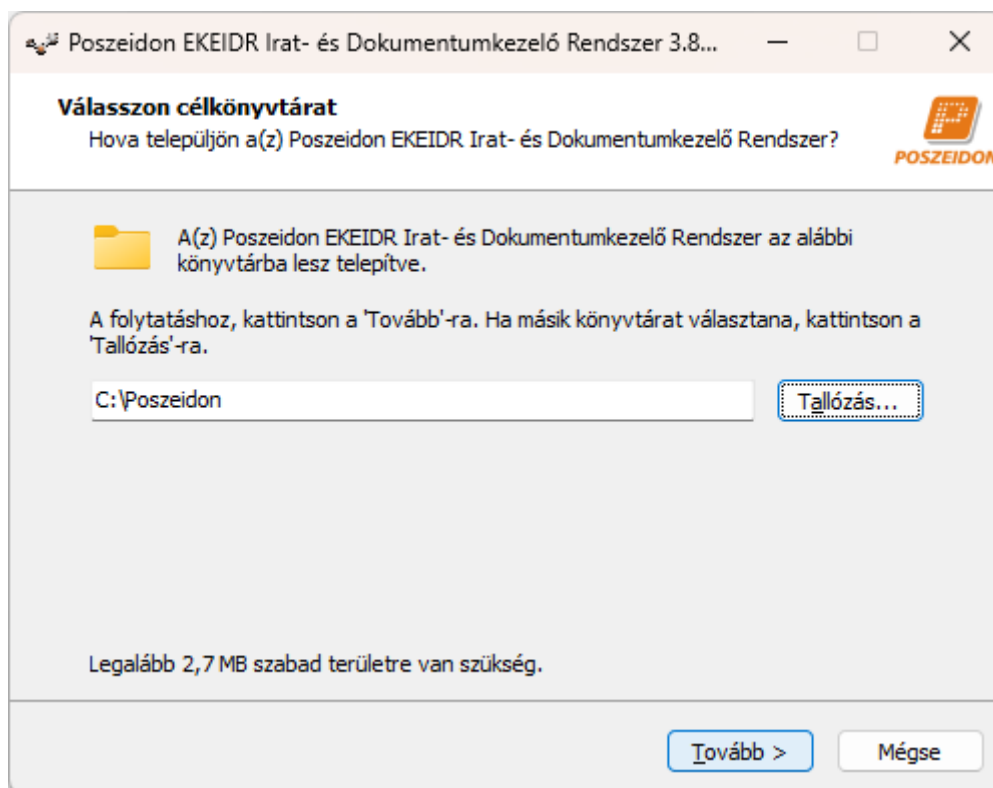 Poszeidon EKEIDR Irat- és Dokumentumkezelő Rendszer 3.8...
Válasszon célkönyvtárat
Hova települjön a(z) Poszeidon EKEIDR Irat- és Dokumentumkezelő Rendszer?
POSZEIDON
A(z) Poszeidon EKEIDR Irat- és Dokumentumkezelő Rendszer az alábbi
könyvtárba lesz telepítve.
A folytatáshoz, kattintson a 'Tovább'-ra. Ha másik könyvtárat választana, kattintson a
'Tallózás'-ra.
C:\Poszeidon
Tallózás...
Legalább 2,7 MB szabad területre van szükség.
Tovább >
Mégse